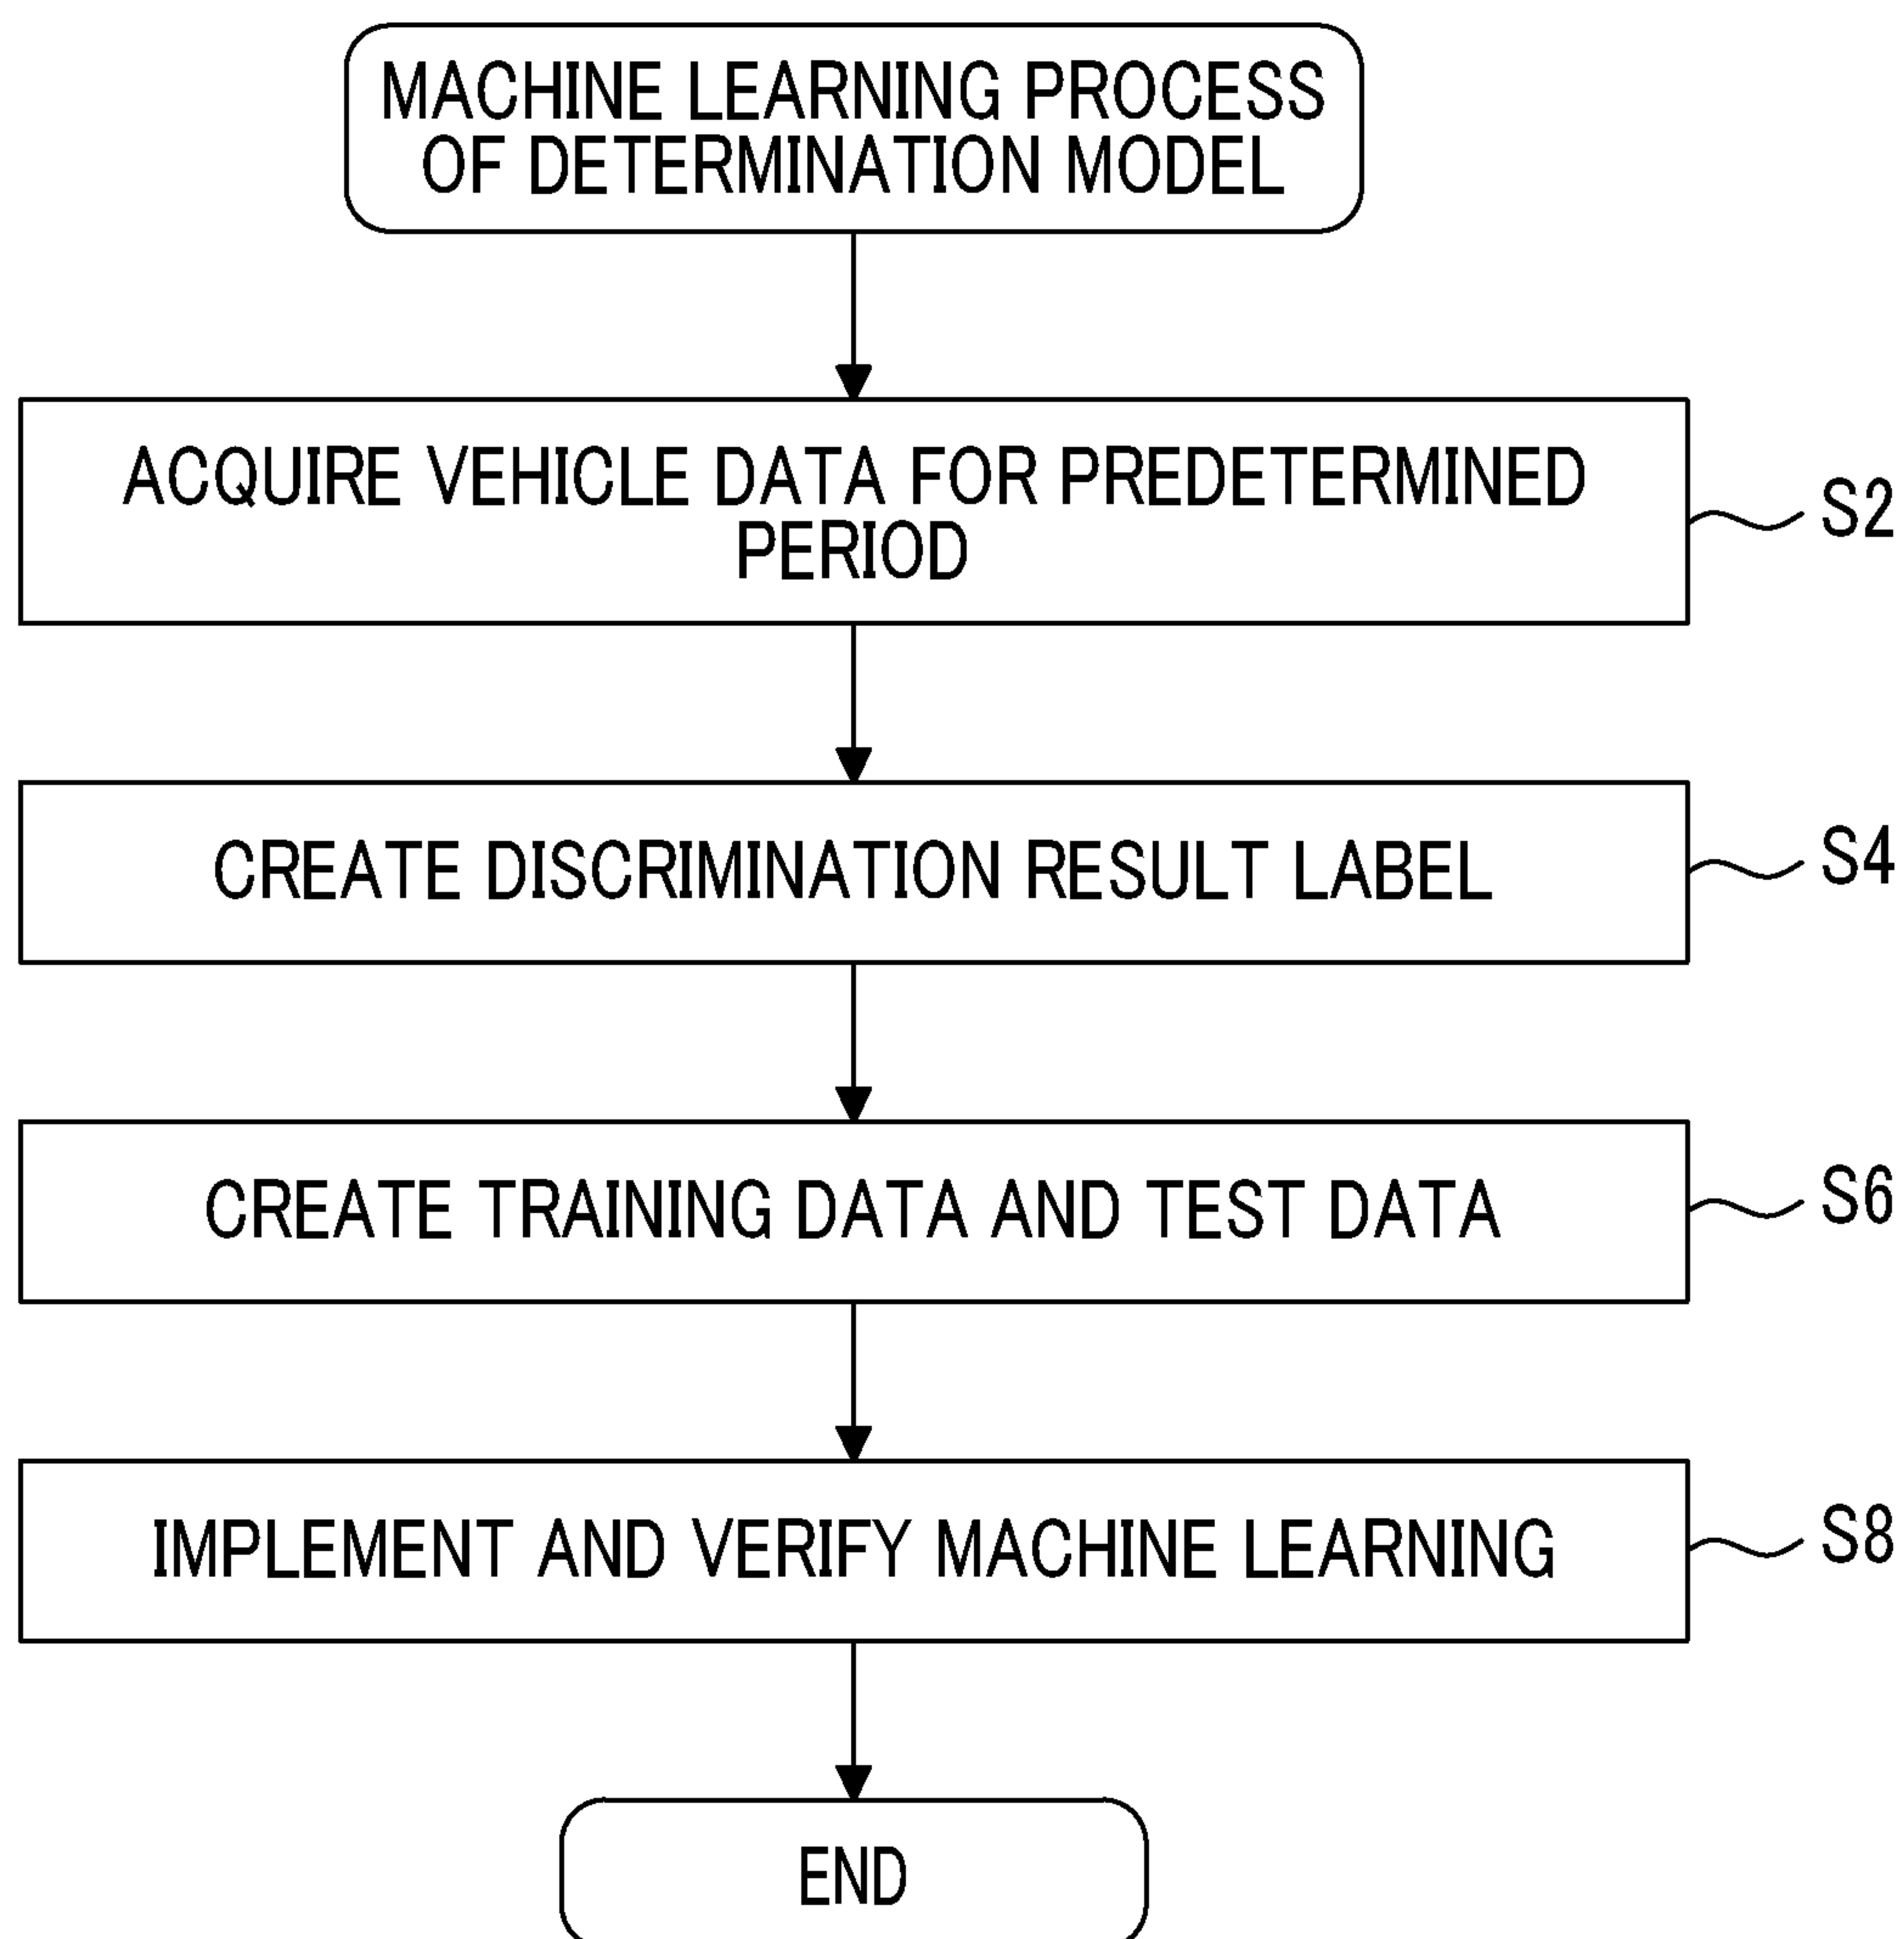 MACHINE LEARNING PROCESS
OF DETERMINATION MODEL
ACQUIRE VEHICLE DATA FOR PREDETERMINED
PERIOD
S2
CREATE DISCRIMINATION RESULT LABEL
S4
CREATE TRAINING DATA AND TEST DATA
S6
IMPLEMENT AND VERIFY MACHINE LEARNING
S8
END